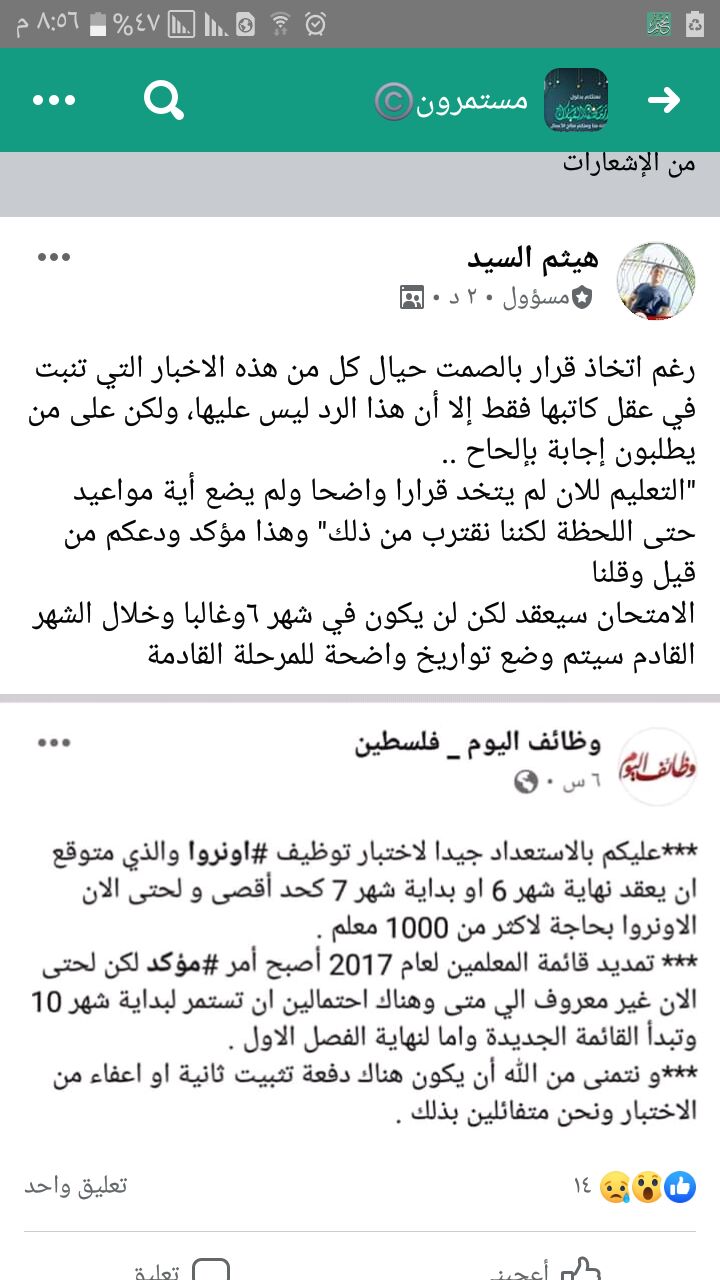 ٨:٥٦ م %٤٧
مستمرون©
من الإشعارات
هيثم السيد
مسؤول • ٢ د •
رغم اتخاذ قرار بالصمت حيال كل من هذه الاخبار التي تنبت
في عقل كاتبها فقط إلا أن هذا الرد ليس عليها، ولكن على من
يطلبون إجابة بإلحاح ..
"التعليم للان لم يتخد قرارا واضحا ولم يضع أية مواعيد
حتى اللحظة لكننا نقترب من ذلك" وهذا مؤكد ودعكم من
قيل وقلنا
الامتحان سيعقد لكن لن يكون في شهر ٦وغالبا وخلال الشهر
القادم سيتم وضع تواريخ واضحة للمرحلة القادمة
وظائف اليوم _ فلسطين
وظائف اليوم
٦ س •
***عليكم بالاستعداد جيدا لاختبار توظيف #اونروا والذي متوقع
ان يعقد نهاية شهر 6 او بداية شهر 7 كحد أقصى و لحتى الان
الاونروا بحاجة لاكثر من 1000 معلم .
*** تمديد قائمة المعلمين لعام 2017 أصبح أمر #مؤكد لكن لحتى
الان غير معروف الي متى وهناك احتمالين ان تستمر لبداية شهر 10
وتبدأ القائمة الجديدة واما لنهاية الفصل الاول .
***و نتمنى من الله أن يكون هناك دفعة تثبيت ثانية او اعفاء من
الاختبار ونحن متفائلين بذلك .
١٤
تعليق واحد
أعجبني
تعليق